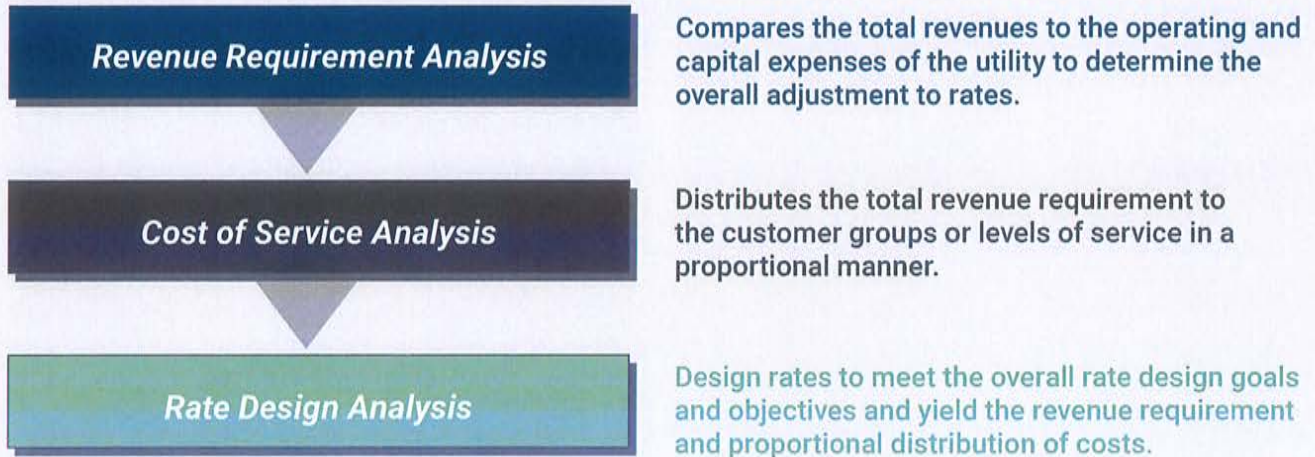 Revenue Requirement Analysis
Compares the total revenues to the operating and
capital expenses of the utility to determine the
overall adjustment to rates.
Cost of Service Analysis
Distributes the total revenue requirement to
the customer groups or levels of service in a
proportional manner.
Rate Design Analysis
Design rates to meet the overall rate design goals
and objectives and yield the revenue requirement
and proportional distribution of costs.